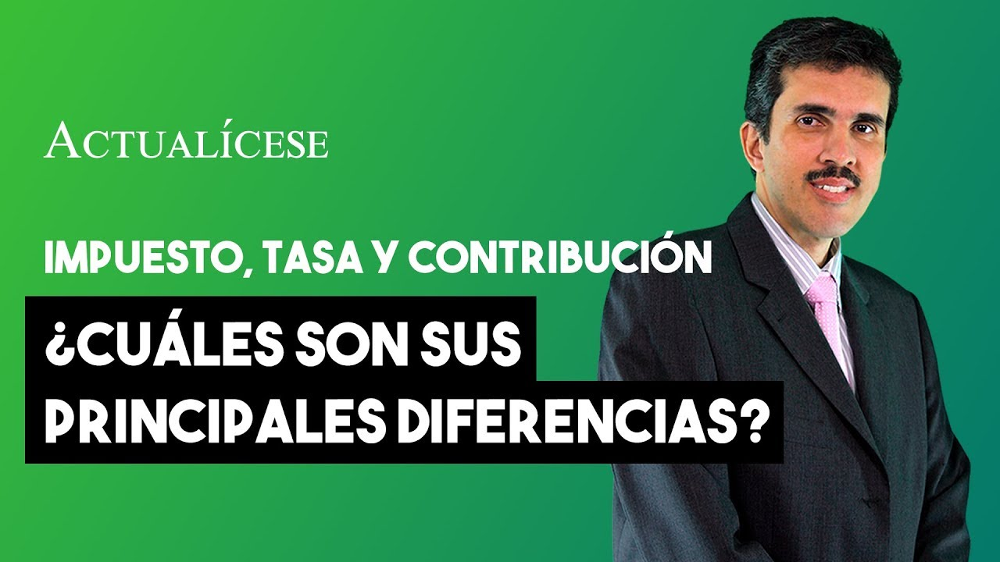 ACTUALÍCESE
IMPUESTO, TASA Y CONTRIBUCIÓN
¿CUÁLES SON SUS
PRINCIPALES DIFERENCIAS?